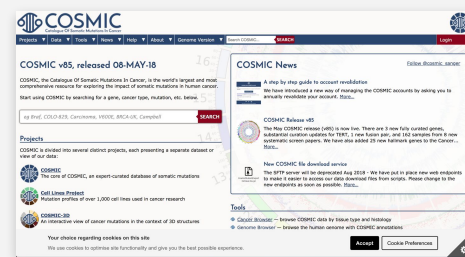 COSMIC
Catalogue Of Somatic Mutations In Cancer
Projects ▼ Data ▼ Tools ▼ News ▼ Help ▼ About ▼ Genome Version ▼ Search COSMIC... SEARCH Login
COSMIC v85, released 08-MAY-18
COSMIC, the Catalogue Of Somatic Mutations In Cancer, is the world's largest and most
comprehensive resource for exploring the impact of somatic mutations in human cancer.
Start using COSMIC by searching for a gene, cancer type, mutation, etc. below.
eg Braf, COLO-829, Carcinoma, V600E, BRCA-UK, Campbell SEARCH
Projects
COSMIC is divided into several distinct projects, each presenting a separate dataset or
view of our data:
COSMIC
The core of COSMIC, an expert-curated database of somatic mutations
Cell Lines Project
Mutation profiles of over 1,000 cell lines used in cancer research
COSMIC-3D
An interactive view of cancer mutations in the context of 3D structures
COSMIC News
Follow @cosmic_sanger
A step by step guide to account revalidation
We have introduced a new way of managing the COSMIC accounts by asking you to
annually revalidate your account. More...
COSMIC Release v85
The May COSMIC release (v85) is now live. There are 3 new fully curated genes,
substantial curation updates for TERT, 1 new fusion pair, and 162 samples from 8 new
systematic screen papers. We have also added 25 new hallmark genes to the Cancer...
More...
New COSMIC file download service
The SFTP server will be deprecated Aug 2018 - We have put in place new web endpoints
to make it easier to access our data download files from scripts. Please change to the
new endpoints as soon as possible. More...
Tools
Cancer Browser — browse COSMIC data by tissue type and histology
Genome Browser — browse the human genome with COSMIC annotations
Your choice regarding cookies on this site
We use cookies to optimise site functionality and give you the best possible experience.
Accept
Cookie Preferences